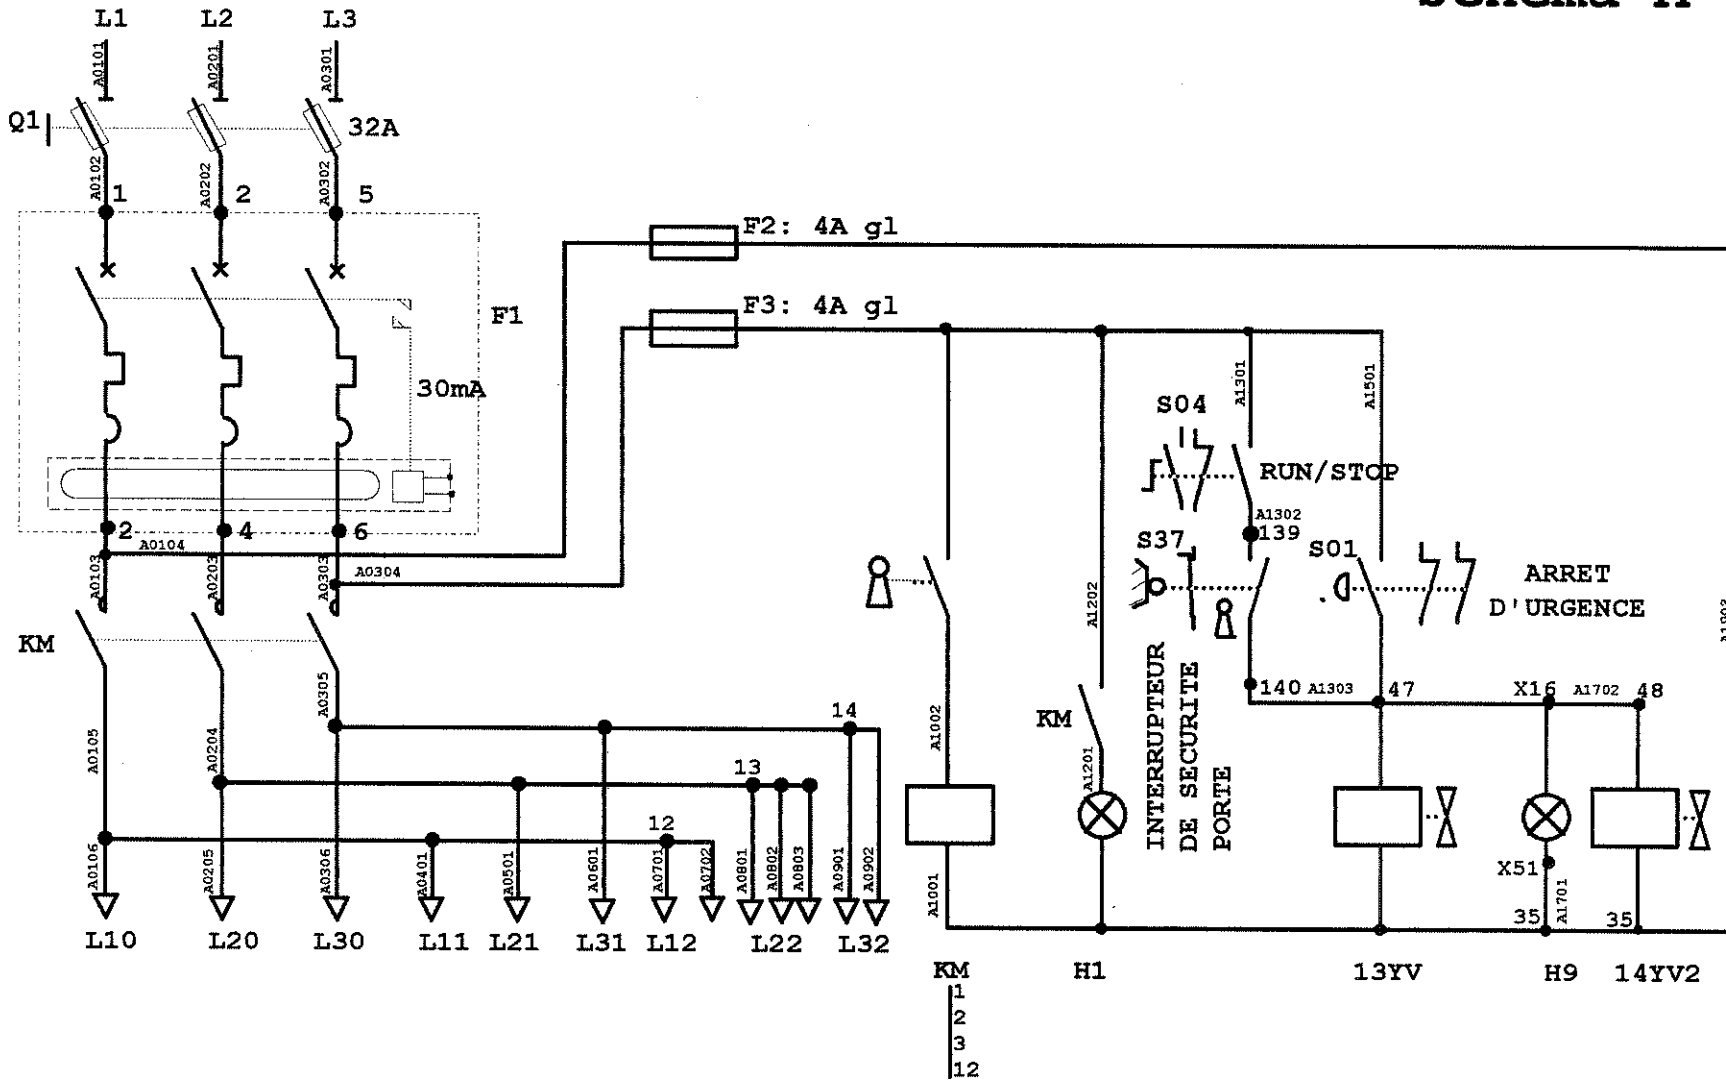 L1 L2 L3
A0101 A0201 A0301
Q1 32A
A0102 A0202 A0302
1 2 5
F2: 4A gl
F3: 4A gl
F1
30mA
2 4 6
A0104
A0304
A0103 A0203 A0303
KM
A0305
A0105 A0204
14
13
12
A0106 A0205 A0306 A0401 A0501 A0601 A0701 A0702 A0801 A0802 A0803 A0901 A0902
L10 L20 L30 L11 L21 L31 L12 L22 L32
A1301 A1501
S04
RUN/STOP
A1302
139
S37 S01
ARRET
D'URGENCE
A1202
INTERRUPTEUR
DE SECURITE
PORTE
140 A1303 47 X16 A1702 48
KM
A1002 A1201
X51
A1001 A1701
35 35
KM H1 13YV H9 14YV2
1
2
3
12